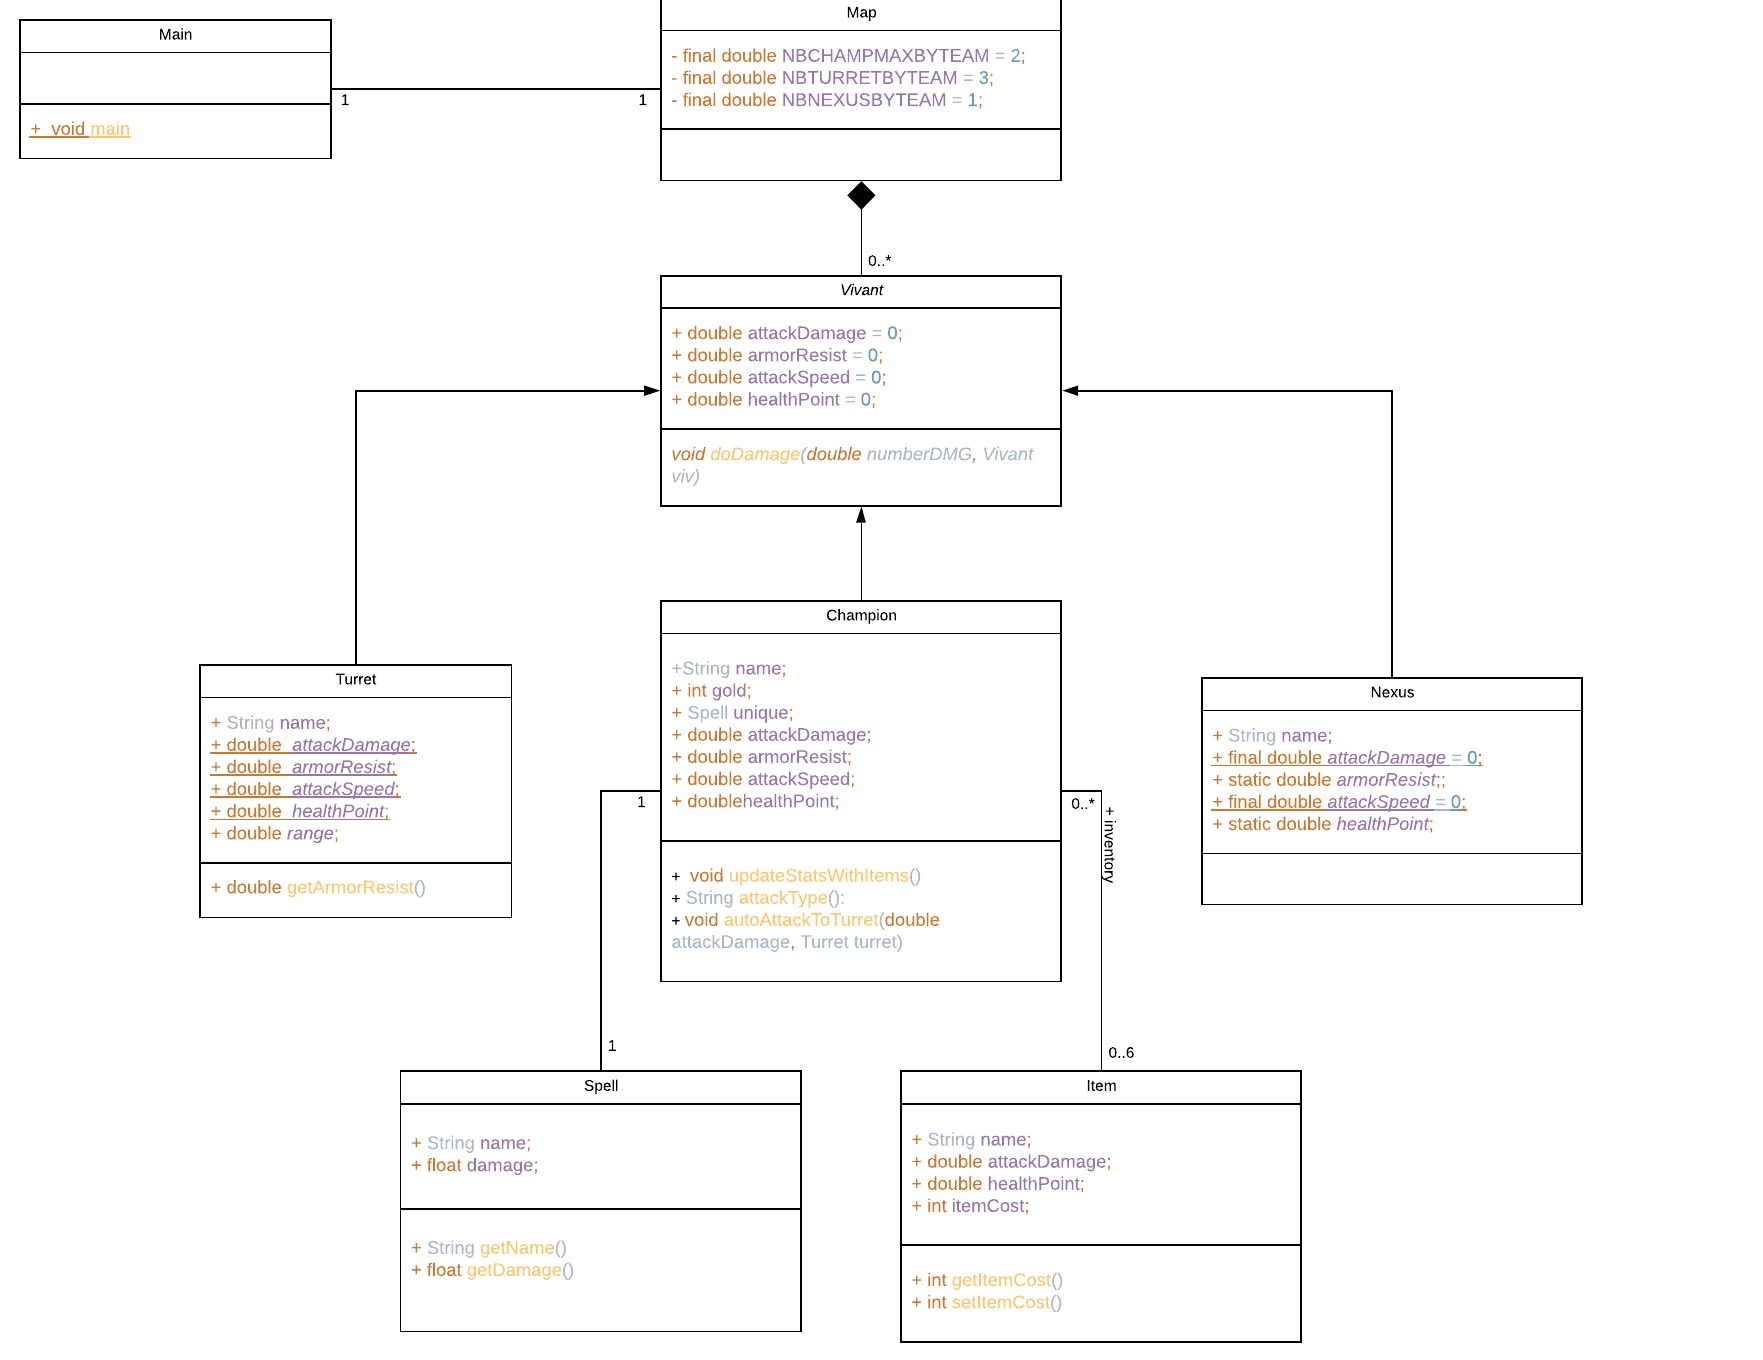 Main
+  void main
1
1
Map
- final double NBCHAMPMAXBYTEAM = 2;
- final double NBTURRETBYTEAM = 3;
- final double NBNEXUSBYTEAM = 1;
0..*
Vivant
+ double attackDamage = 0;
+ double armorResist = 0;
+ double attackSpeed = 0;
+ double healthPoint = 0;
void doDamage(double numberDMG, Vivant
viv)
Turret
+ String name;
+ double  attackDamage;
+ double  armorResist;
+ double  attackSpeed;
+ double  healthPoint;
+ double range;
+ double getArmorResist()
Champion
+String name;
+ int gold;
+ Spell unique;
+ double attackDamage;
+ double armorResist;
+ double attackSpeed;
+ doublehealthPoint;
+  void updateStatsWithItems()
+ String attackType():
+ void autoAttackToTurret(double
attackDamage, Turret turret)
Nexus
+ String name;
+ final double attackDamage = 0;
+ static double armorResist;;
+ final double attackSpeed = 0;
+ static double healthPoint;
1
1
0..*
+ inventory
0..6
Spell
+ String name;
+ float damage;
+ String getName()
+ float getDamage()
Item
+ String name;
+ double attackDamage;
+ double healthPoint;
+ int itemCost;
+ int getItemCost()
+ int setItemCost()